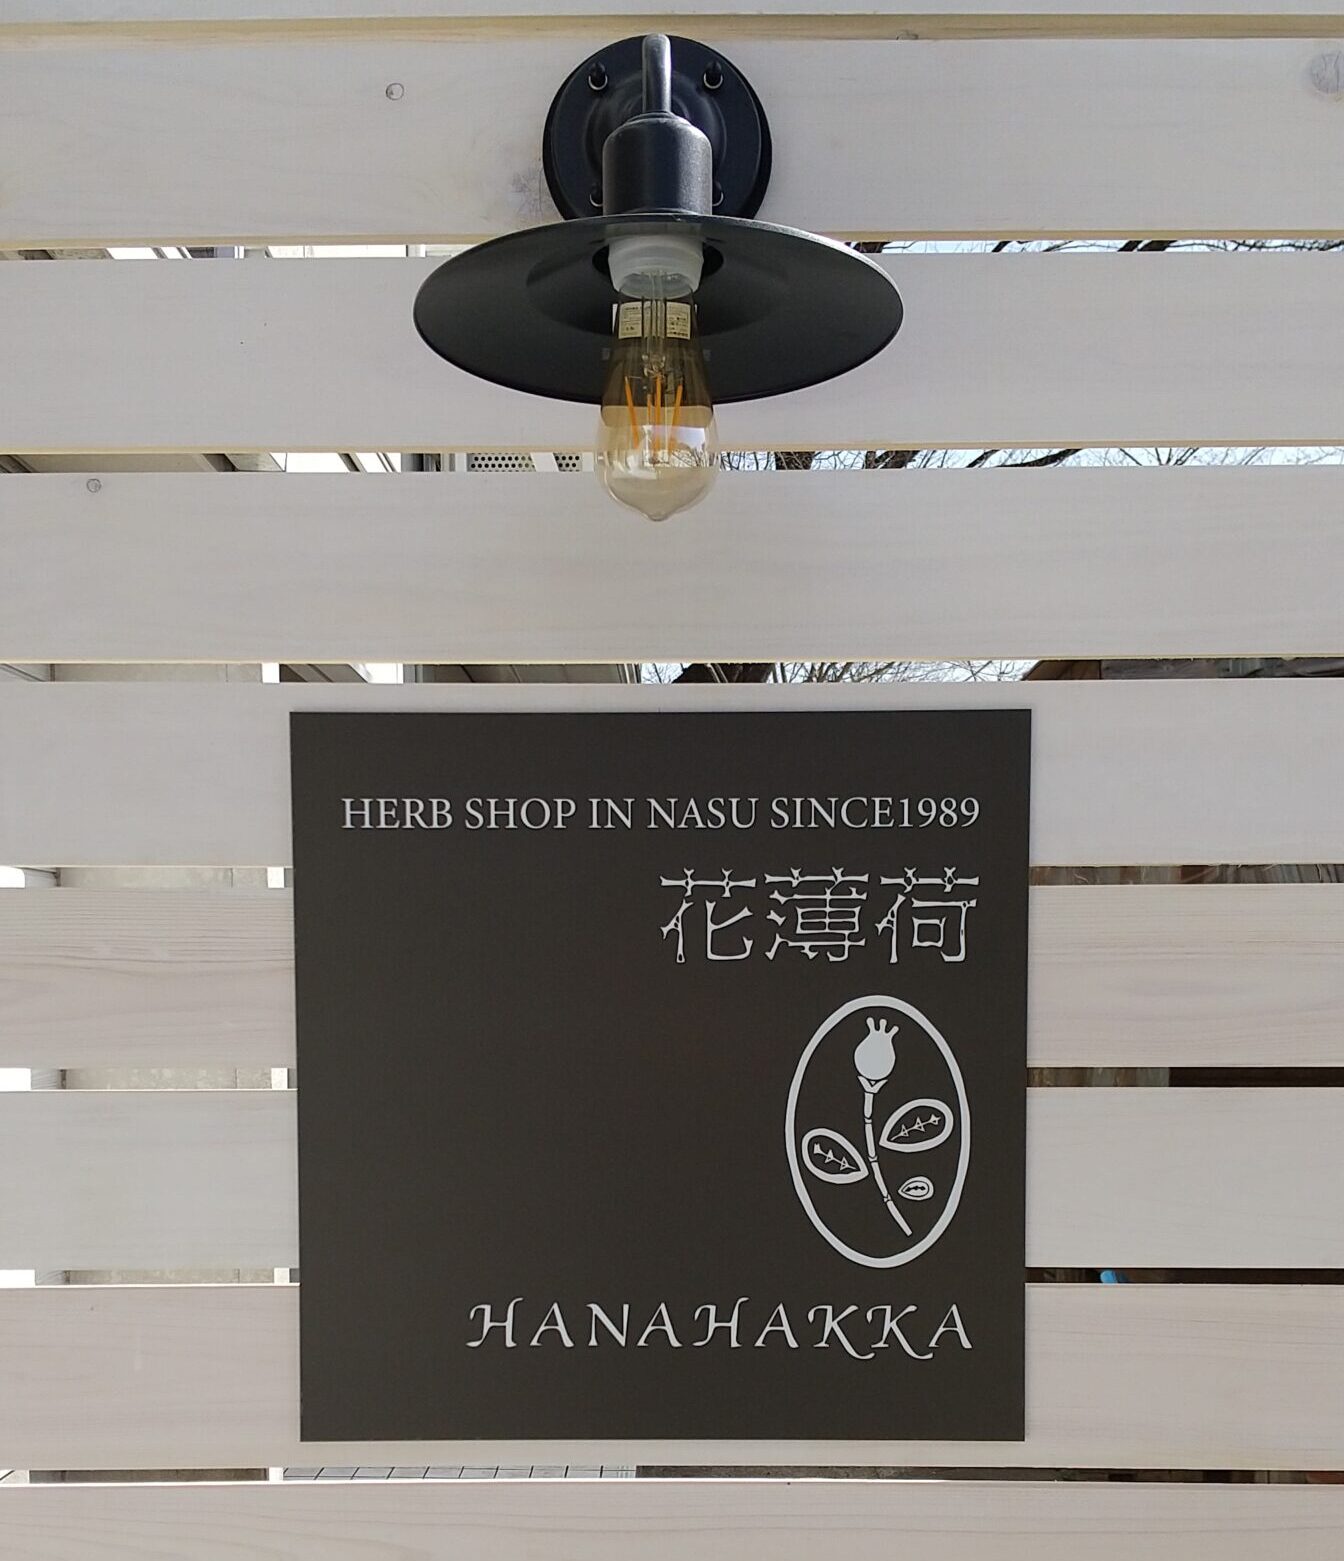 HERB SHOP IN NASU SINCE1989
花薄荷
HANAHAKKA